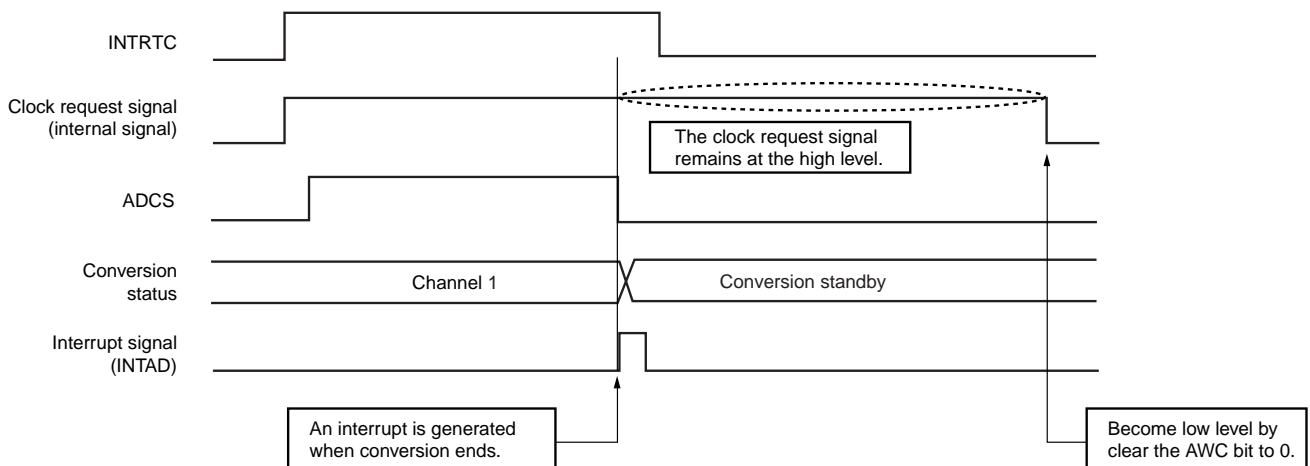 INTRTC
Clock request signal
(internal signal)
The clock request signal
remains at the high level.
ADCS
Conversion
status
Channel 1
Conversion standby
Interrupt signal
(INTAD)
An interrupt is generated
when conversion ends.
Become low level by
clear the AWC bit to 0.